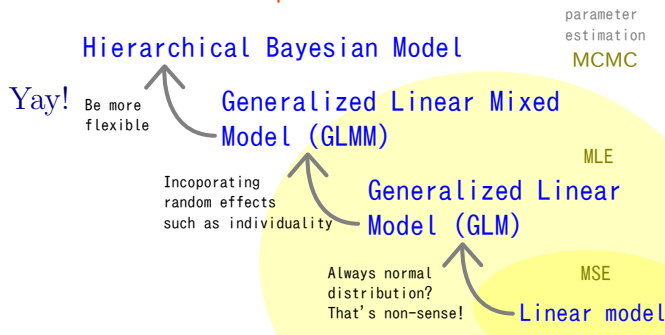 parameter
estimation
MCMC
Hierarchical Bayesian Model
Yay!
Be more
flexible
Generalized Linear Mixed
Model (GLMM)
MLE
Incoporating
random effects
such as individuality
Generalized Linear
Model (GLM)
Always normal
distribution?
That's non-sense!
MSE
Linear model